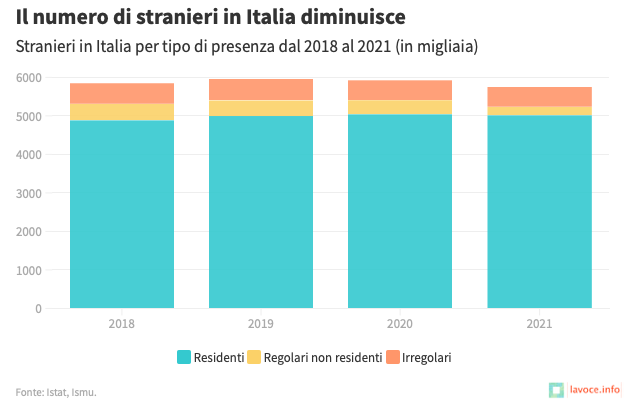 Il numero di stranieri in Italia diminuisce
Stranieri in Italia per tipo di presenza dal 2018 al 2021 (in migliaia)
6000
5000
4000
3000
2000
1000
0
2018 2019 2020 2021
Residenti Regolari non residenti Irregolari
Fonte: Istat, Ismu.
lavoce.info